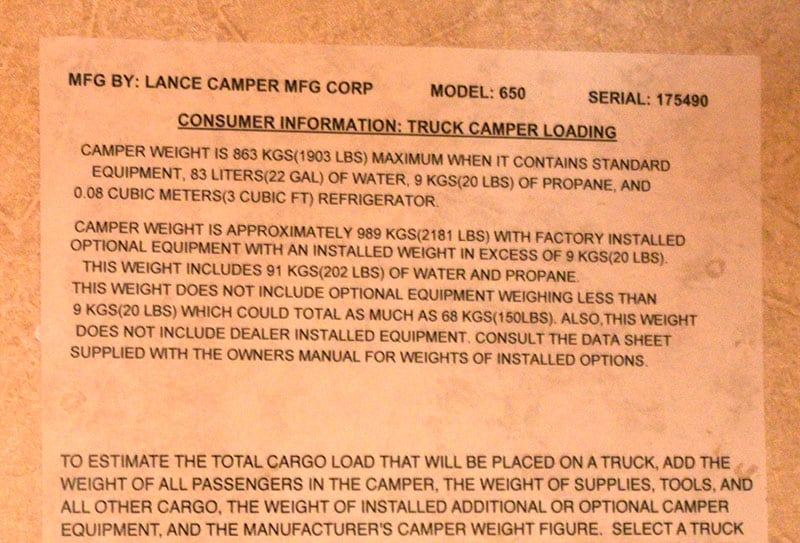 MFG BY: LANCE CAMPER MFG CORP MODEL: 650 SERIAL: 175490
CONSUMER INFORMATION: TRUCK CAMPER LOADING
CAMPER WEIGHT IS 863 KGS(1903 LBS) MAXIMUM WHEN IT CONTAINS STANDARD
EQUIPMENT, 83 LITERS(22 GAL) OF WATER, 9 KGS(20 LBS) OF PROPANE, AND
0.08 CUBIC METERS(3 CUBIC FT) REFRIGERATOR.
CAMPER WEIGHT IS APPROXIMATELY 989 KGS(2181 LBS) WITH FACTORY INSTALLED
OPTIONAL EQUIPMENT WITH AN INSTALLED WEIGHT IN EXCESS OF 9 KGS(20 LBS).
THIS WEIGHT INCLUDES 91 KGS(202 LBS) OF WATER AND PROPANE.
THIS WEIGHT DOES NOT INCLUDE OPTIONAL EQUIPMENT WEIGHING LESS THAN
9 KGS(20 LBS) WHICH COULD TOTAL AS MUCH AS 68 KGS(150LBS). ALSO,THIS WEIGHT
DOES NOT INCLUDE DEALER INSTALLED EQUIPMENT. CONSULT THE DATA SHEET
SUPPLIED WITH THE OWNERS MANUAL FOR WEIGHTS OF INSTALLED OPTIONS.
TO ESTIMATE THE TOTAL CARGO LOAD THAT WILL BE PLACED ON A TRUCK, ADD THE
WEIGHT OF ALL PASSENGERS IN THE CAMPER, THE WEIGHT OF SUPPLIES, TOOLS, AND
ALL OTHER CARGO, THE WEIGHT OF INSTALLED ADDITIONAL OR OPTIONAL CAMPER
EQUIPMENT, AND THE MANUFACTURER'S CAMPER WEIGHT FIGURE. SELECT A TRUCK